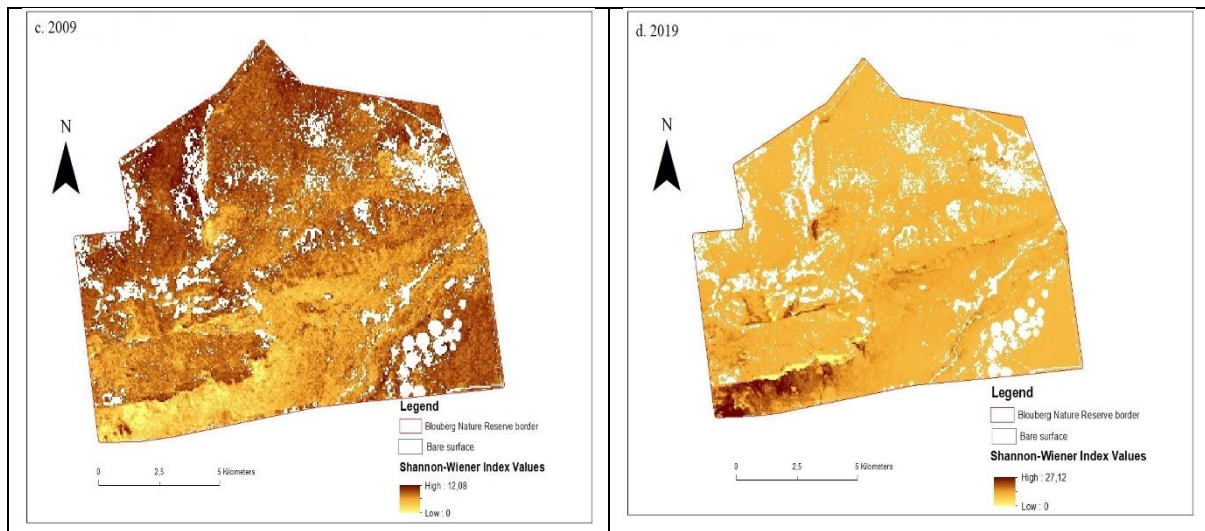 c. 2009
N
Legend
Blouberg Nature Reserve border
Bare surface
Shannon-Wiener Index Values
High : 12,08
Low : 0
0 2,5 5 Kilometers
d. 2019
N
Legend
Blouberg Nature Reserve border
Bare surface
Shannon-Wiener Index Values
High : 27,12
Low : 0
0 2,5 5 Kilometers